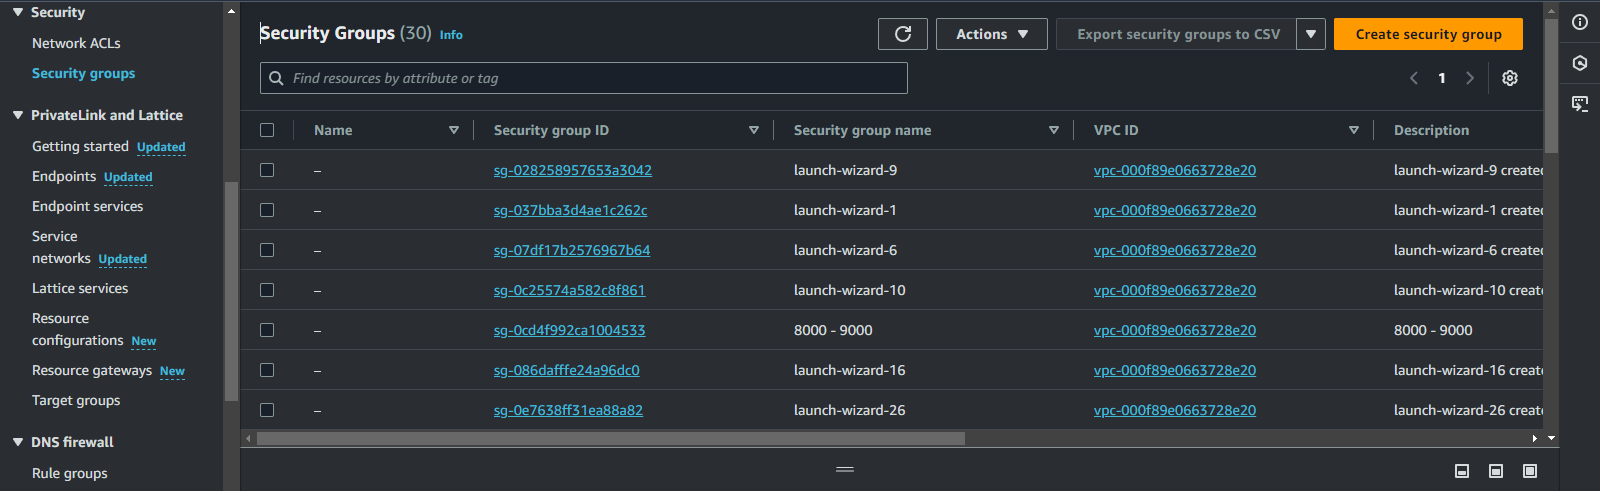 Security
Network ACLs
Security groups
PrivateLink and Lattice
Getting started Updated
Endpoints Updated
Endpoint services
Service
networks Updated
Lattice services
Resource
configurations New
Resource gateways New
Target groups
DNS firewall
Rule groups
Security Groups (30) Info
Actions
Export security groups to CSV
Create security group
Find resources by attribute or tag
1
Name Security group ID Security group name VPC ID Description
– sg-028258957653a3042 launch-wizard-9 vpc-000f89e0663728e20 launch-wizard-9 created
– sg-037bba3d4ae1c262c launch-wizard-1 vpc-000f89e0663728e20 launch-wizard-1 created
– sg-07df17b2576967b64 launch-wizard-6 vpc-000f89e0663728e20 launch-wizard-6 created
– sg-0c25574a582c8f861 launch-wizard-10 vpc-000f89e0663728e20 launch-wizard-10 creat
– sg-0cd4f992ca1004533 8000 - 9000 vpc-000f89e0663728e20 8000 - 9000
– sg-086dafffe24a96dc0 launch-wizard-16 vpc-000f89e0663728e20 launch-wizard-16 creat
– sg-0e7638ff31ea88a82 launch-wizard-26 vpc-000f89e0663728e20 launch-wizard-26 creat